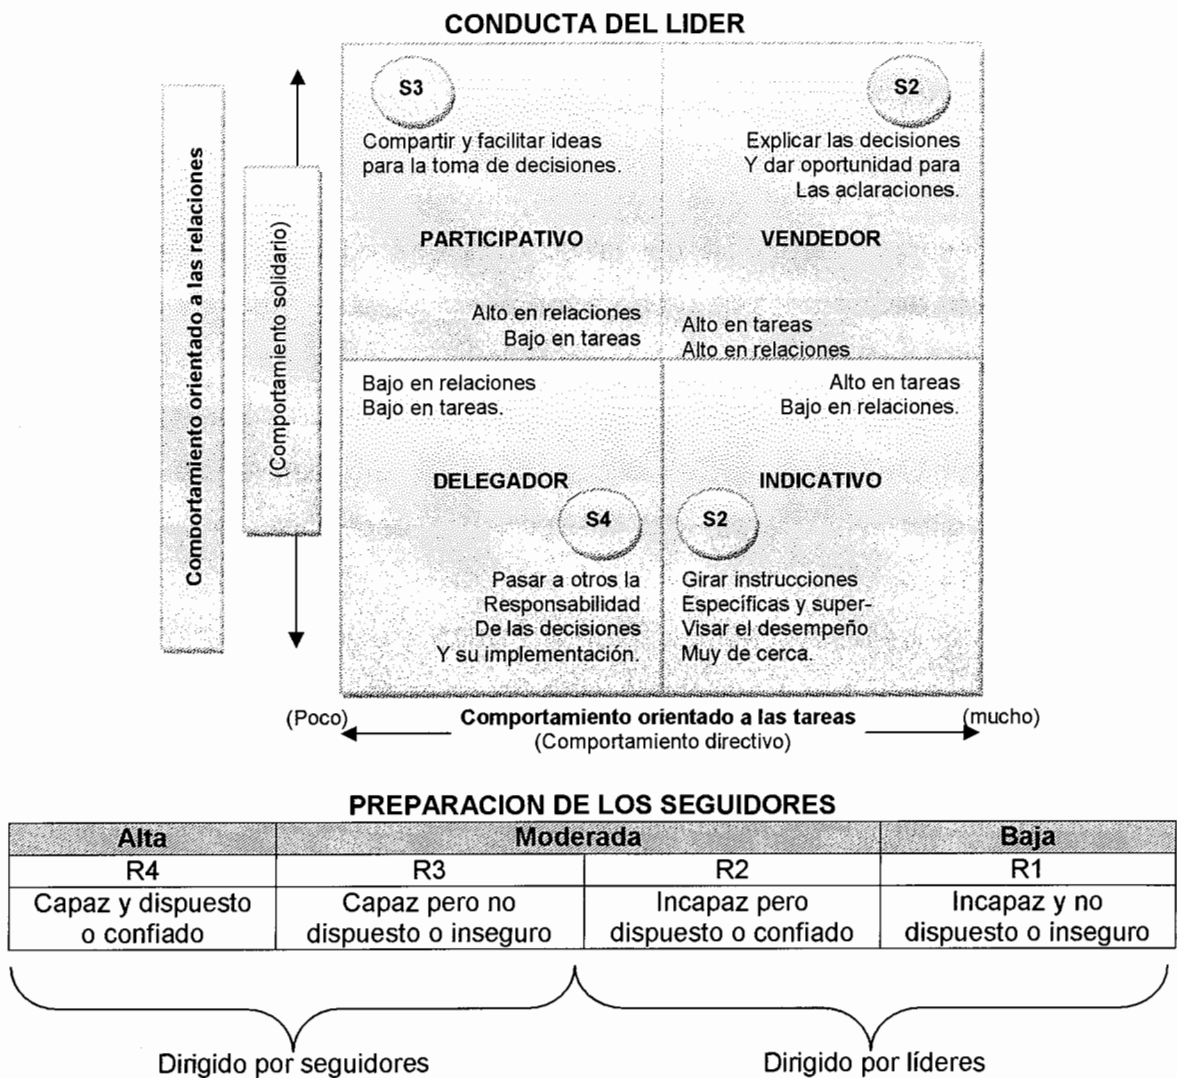 CONDUCTA DEL LIDER
Comportamiento orientado a las relaciones
(Comportamiento solidario)
S3
Compartir y facilitar ideas
para la toma de decisiones.
PARTICIPATIVO
Alto en relaciones
Bajo en tareas
S2
Explicar las decisiones
Y dar oportunidad para
Las aclaraciones.
VENDEDOR
Alto en tareas
Alto en relaciones
Bajo en relaciones
Bajo en tareas.
DELEGADOR
S4
Pasar a otros la
Responsabilidad
De las decisiones
Y su implementación.
Alto en tareas
Bajo en relaciones.
INDICATIVO
S2
Girar instrucciones
Específicas y super-
Visar el desempeño
Muy de cerca.
(Poco)
Comportamiento orientado a las tareas
(mucho)
(Comportamiento directivo)
PREPARACION DE LOS SEGUIDORES
Alta
Moderada
Baja
R4
R3
R2
R1
Capaz y dispuesto
o confiado
Capaz pero no
dispuesto o inseguro
Incapaz pero
dispuesto o confiado
Incapaz y no
dispuesto o inseguro
Dirigido por seguidores
Dirigido por líderes